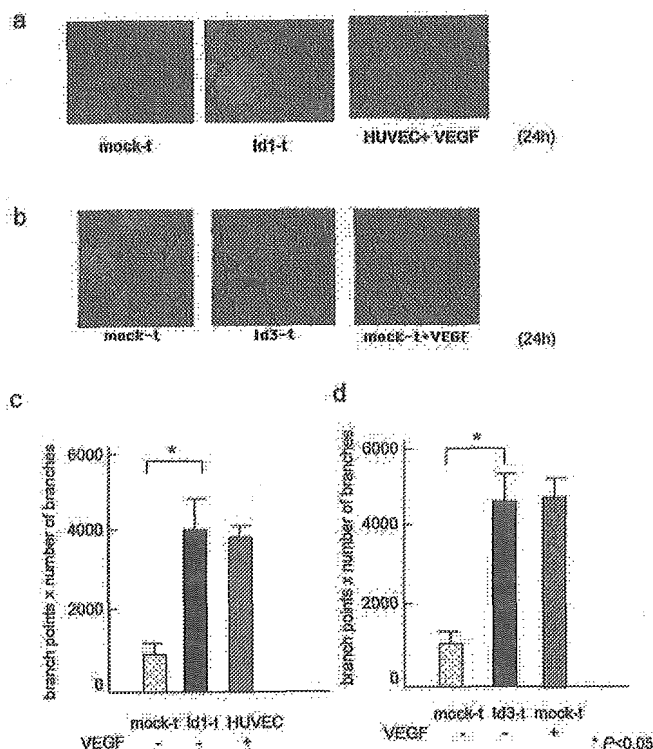 a
mock-t Id1-t HUVEC+ VEGF (24h)
b
mock-t Id3-t mock-t+VEGF (24h)
c
branch points x number of branches
6000
4000
2000
0
*
mock-t Id1-t HUVEC
VEGF - - +
d
branch points x number of branches
6000
4000
2000
0
*
mock-t Id3-t mock-t
VEGF - - +
* P<0.05